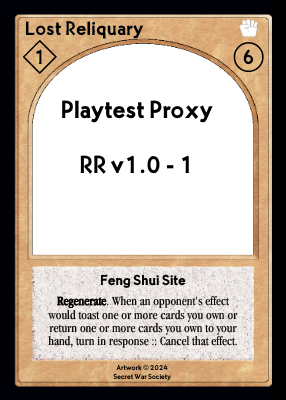 Lost Reliquary
1
6
Playtest Proxy
RR v1.0 - 1
Feng Shui Site
Regenerate. When an opponent's effect
would toast one or more cards you own or
return one or more cards you own to your
hand, turn in response :: Cancel that effect.
Artwork © 2024
Secret War Society